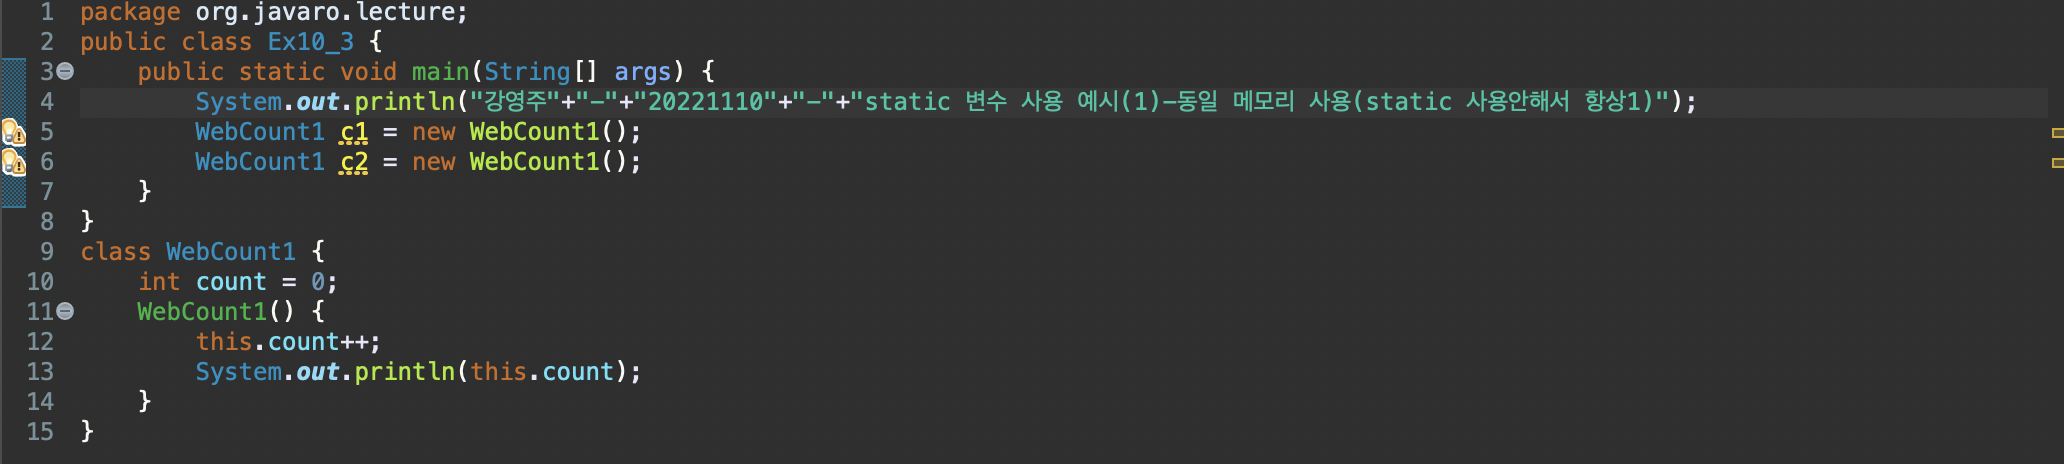 1 package org.javaro.lecture;
2 public class Ex10_3 {
3 public static void main(String[] args) {
4 System.out.println("강영주"+"-"+"20221110"+"-"+"static 변수 사용 예시(1)-동일 메모리 사용(static 사용안해서 항상1)");
5 WebCount1 c1 = new WebCount1();
6 WebCount1 c2 = new WebCount1();
7 }
8 }
9 class WebCount1 {
10 int count = 0;
11 WebCount1() {
12 this.count++;
13 System.out.println(this.count);
14 }
15 }